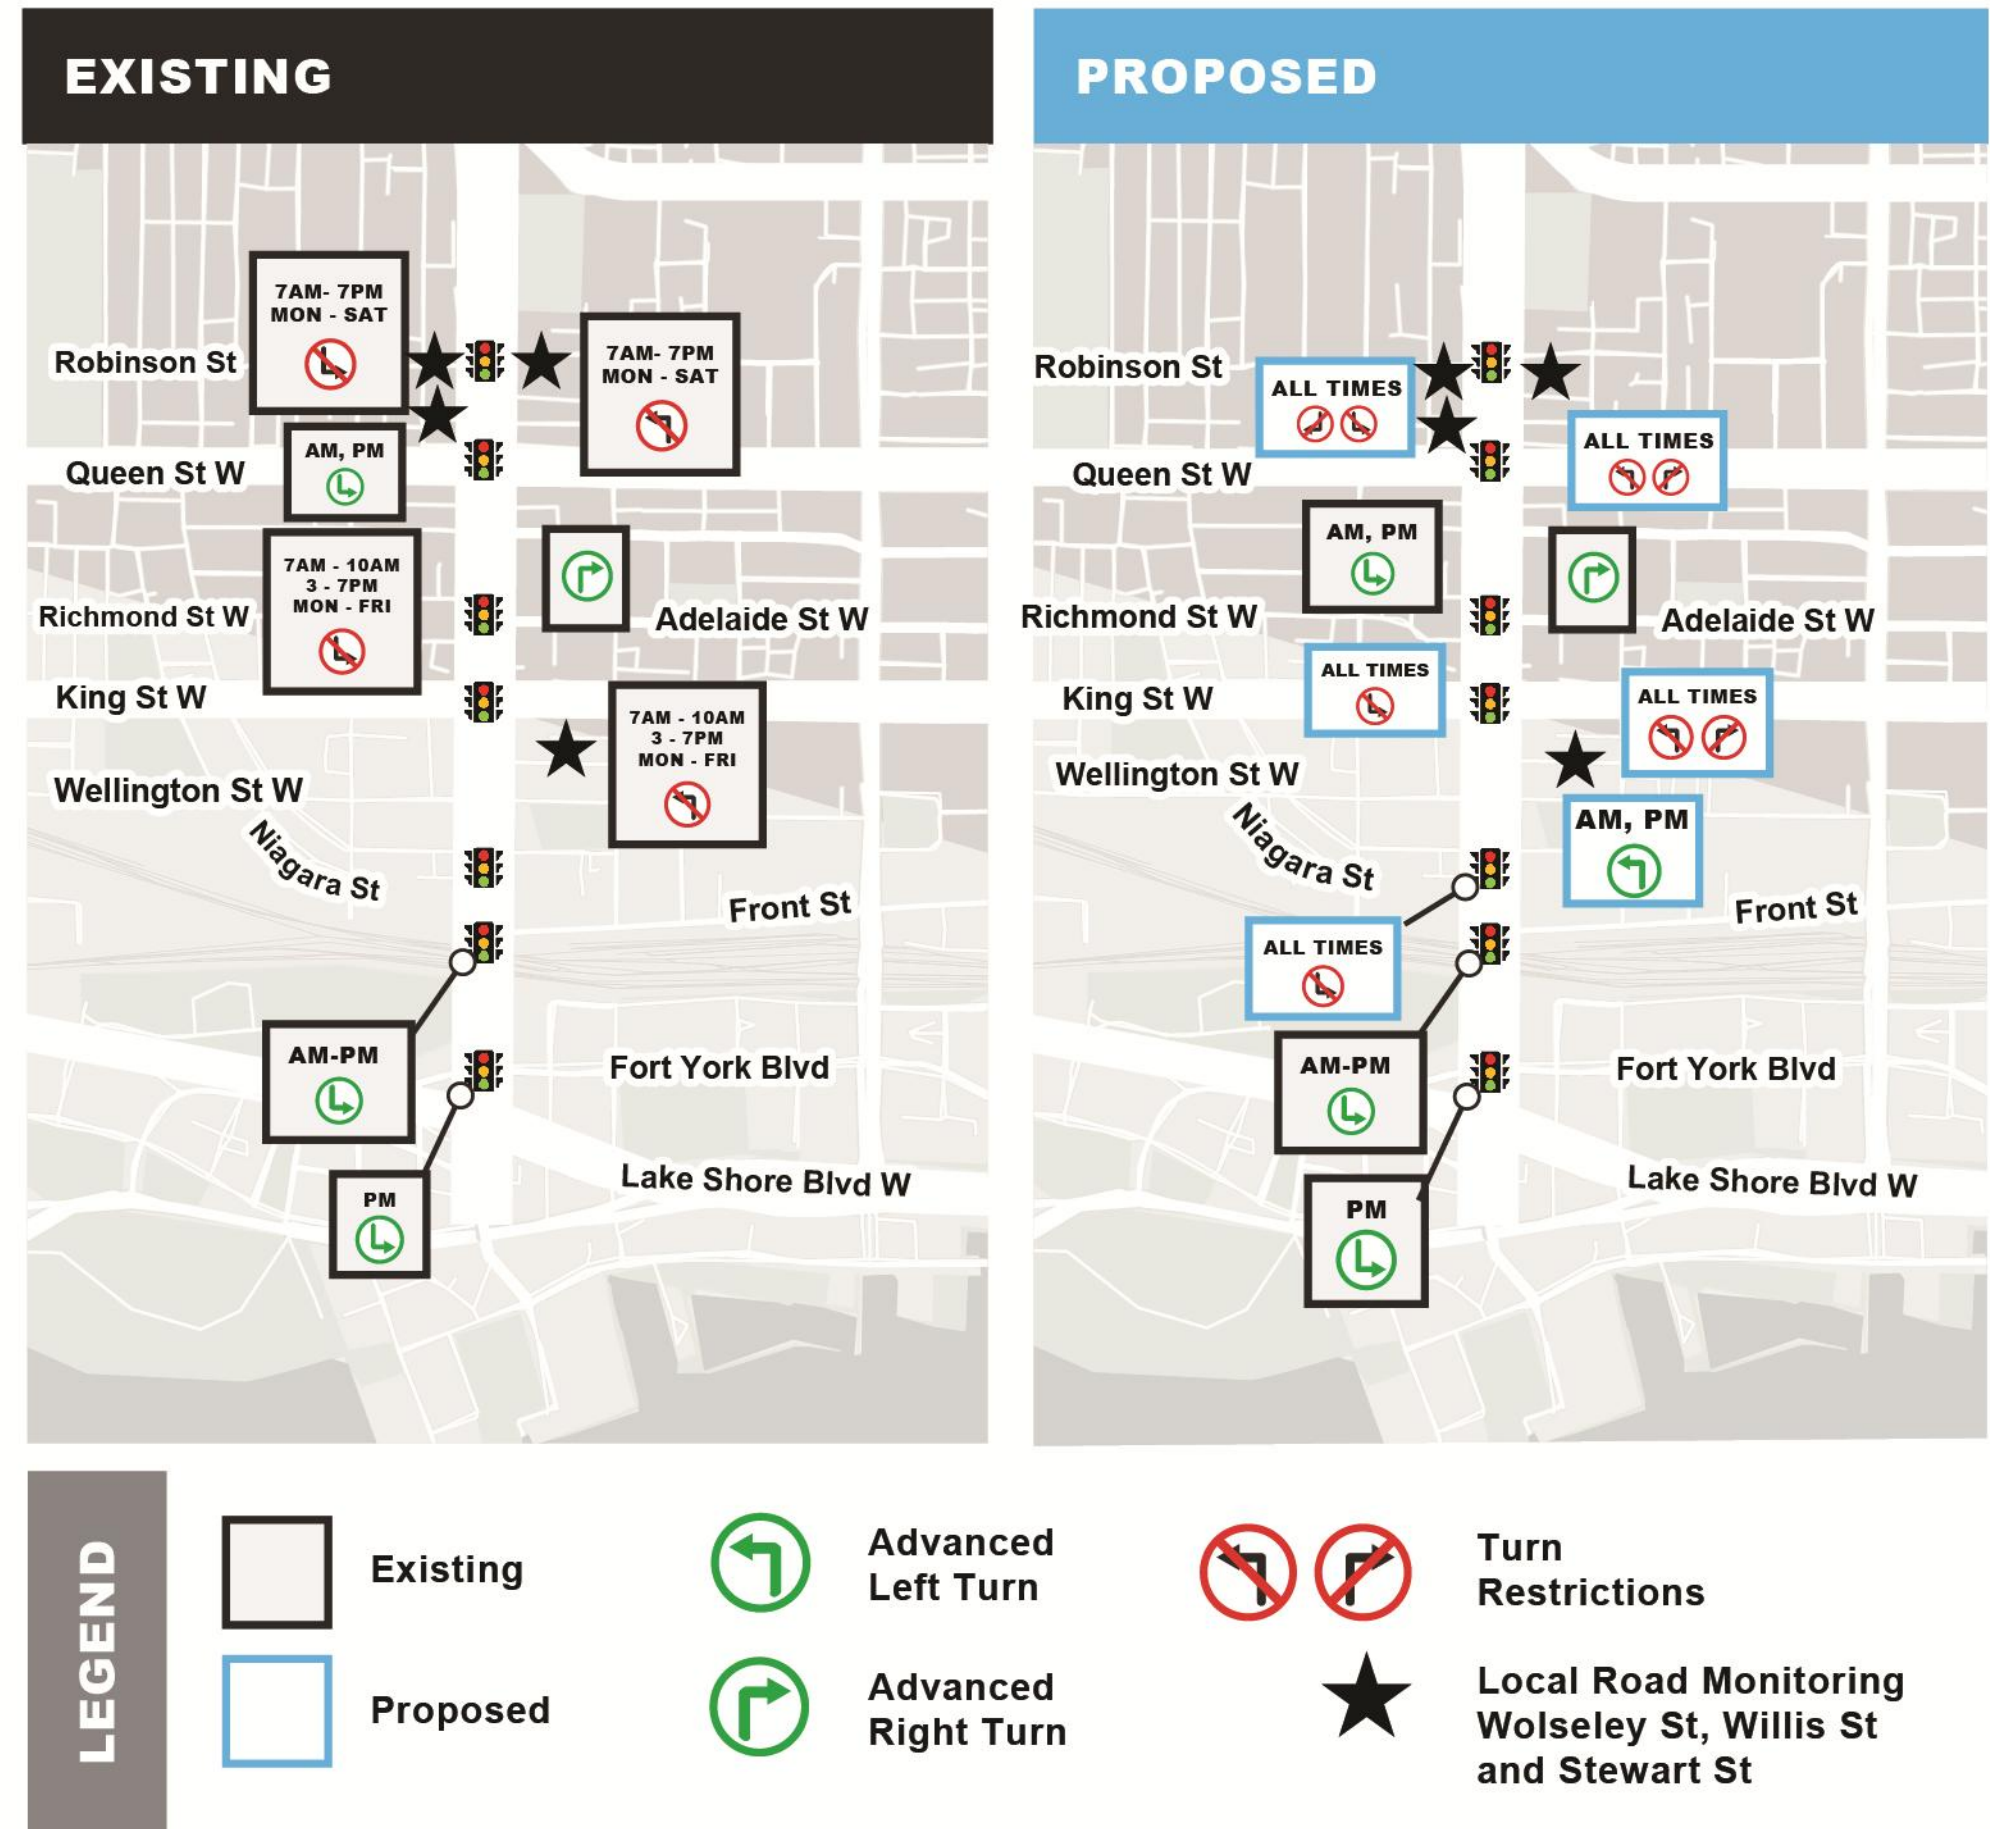 EXISTING
7AM- 7PM
MON - SAT
Robinson St
7AM- 7PM
MON - SAT
AM, PM
Queen St W
7AM - 10AM
3 - 7PM
MON - FRI
Richmond St W
Adelaide St W
King St W
7AM - 10AM
3 - 7PM
MON - FRI
Wellington St W
Niagara St
Front St
AM-PM
Fort York Blvd
Lake Shore Blvd W
PM
PROPOSED
Robinson St
ALL TIMES
ALL TIMES
Queen St W
AM, PM
Richmond St W
Adelaide St W
ALL TIMES
King St W
ALL TIMES
Wellington St W
AM, PM
Niagara St
Front St
ALL TIMES
AM-PM
Fort York Blvd
Lake Shore Blvd W
PM
LEGEND
Existing
Proposed
Advanced
Left Turn
Advanced
Right Turn
Turn
Restrictions
Local Road Monitoring
Wolseley St, Willis St
and Stewart St